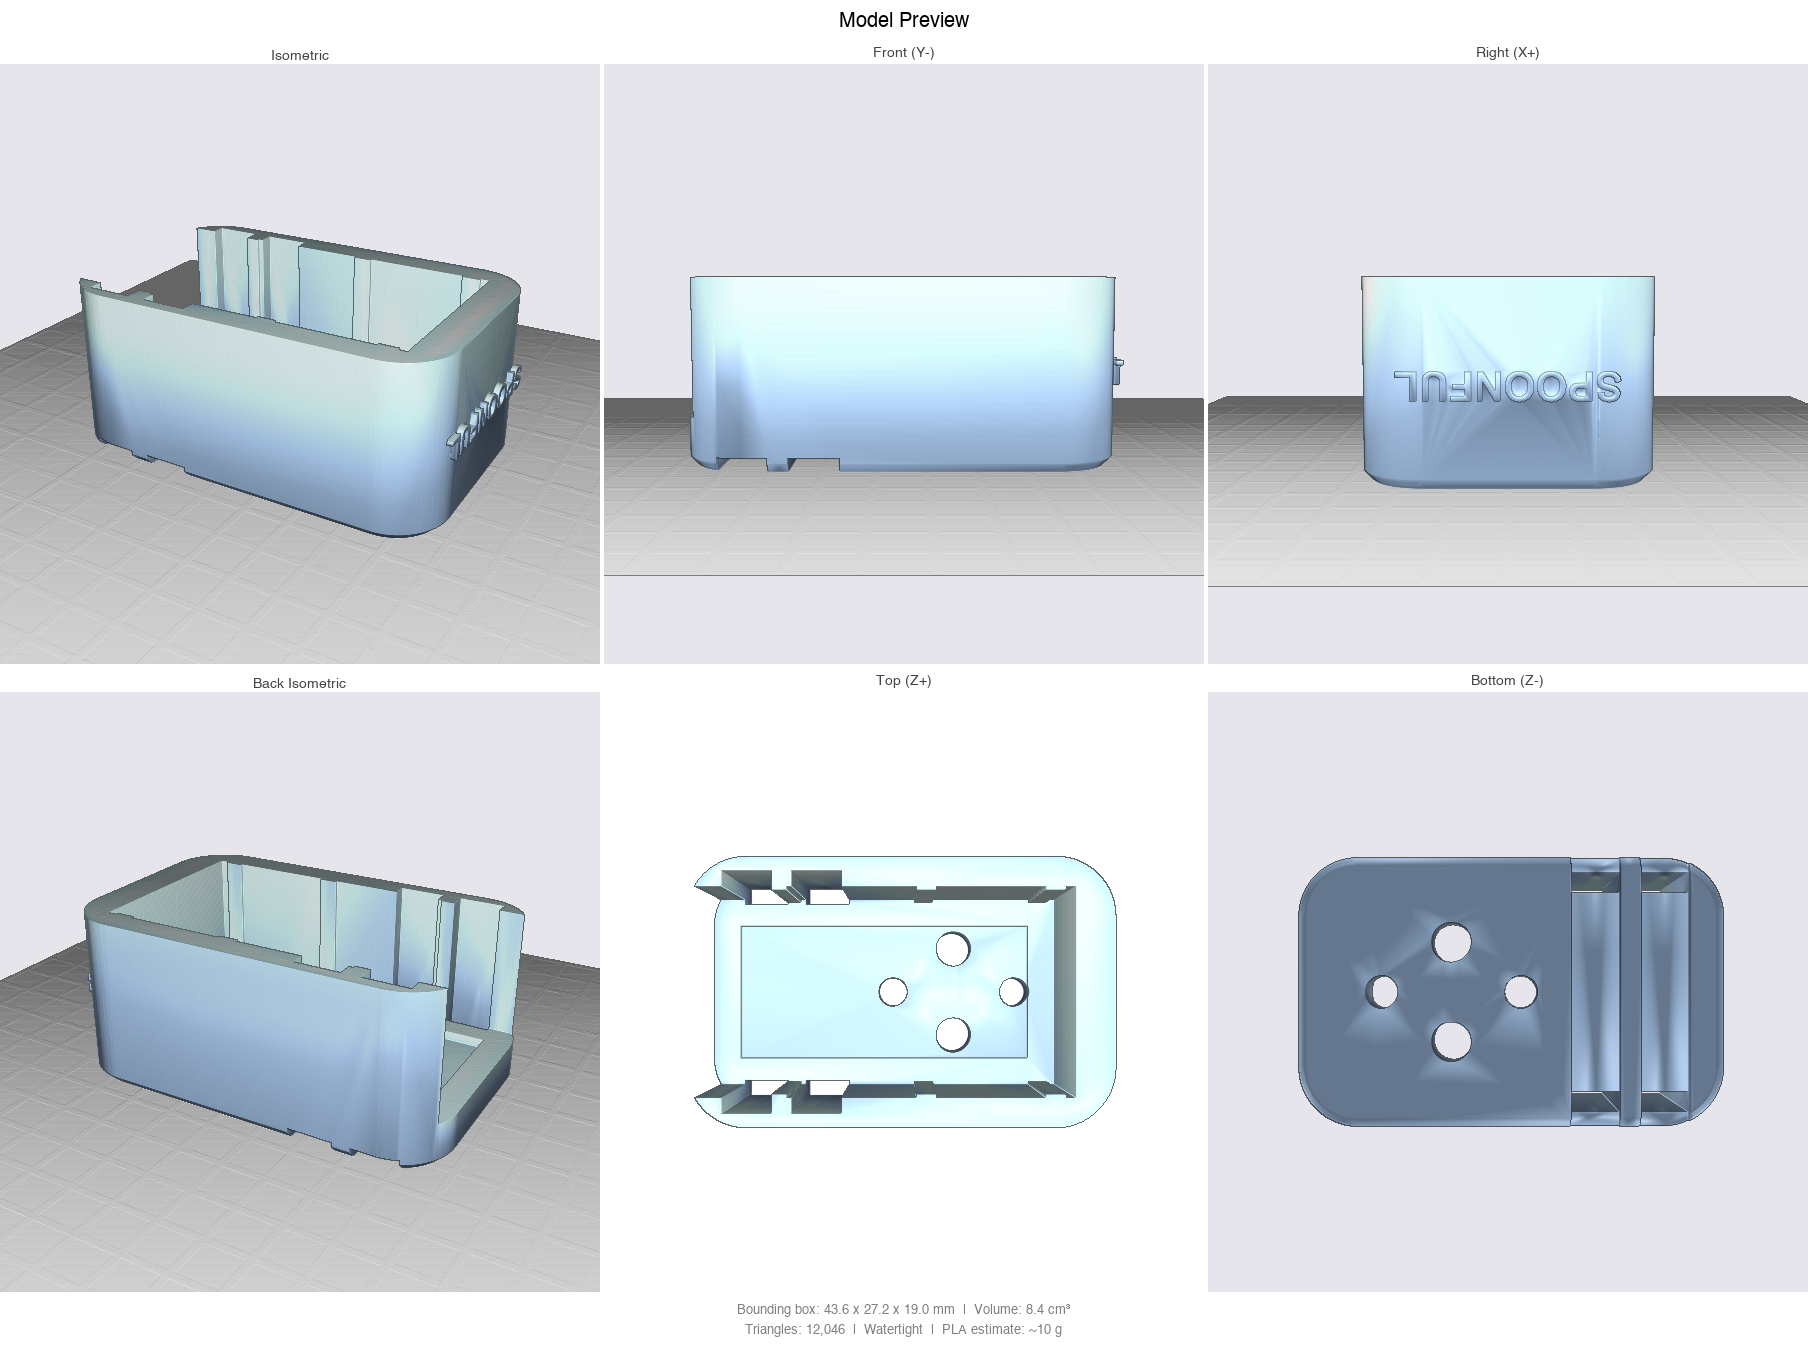 Model Preview
Isometric
Front (Y-)
Right (X+)
SPOONFUL
SPOONFUL
Back Isometric
Top (Z+)
Bottom (Z-)
Bounding box: 43.6 x 27.2 x 19.0 mm | Volume: 8.4 cm³
Triangles: 12,046 | Watertight | PLA estimate: ~10 g